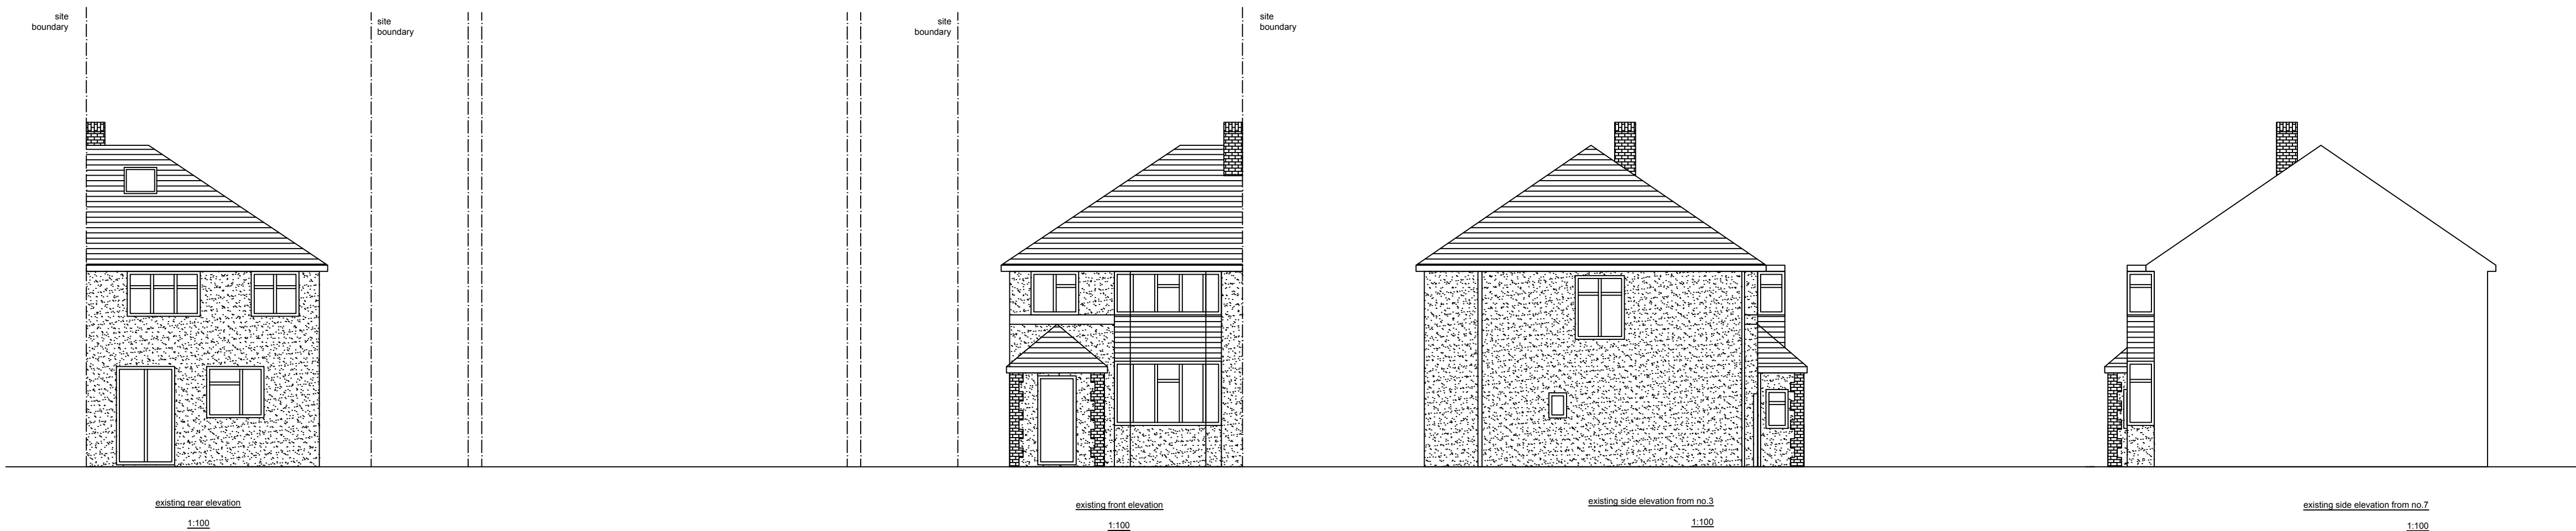 site
boundary
site
boundary
site
boundary
site
boundary
existing rear elevation
1:100
existing front elevation
1:100
existing side elevation from no.3
1:100
existing side elevation from no.7
1:100